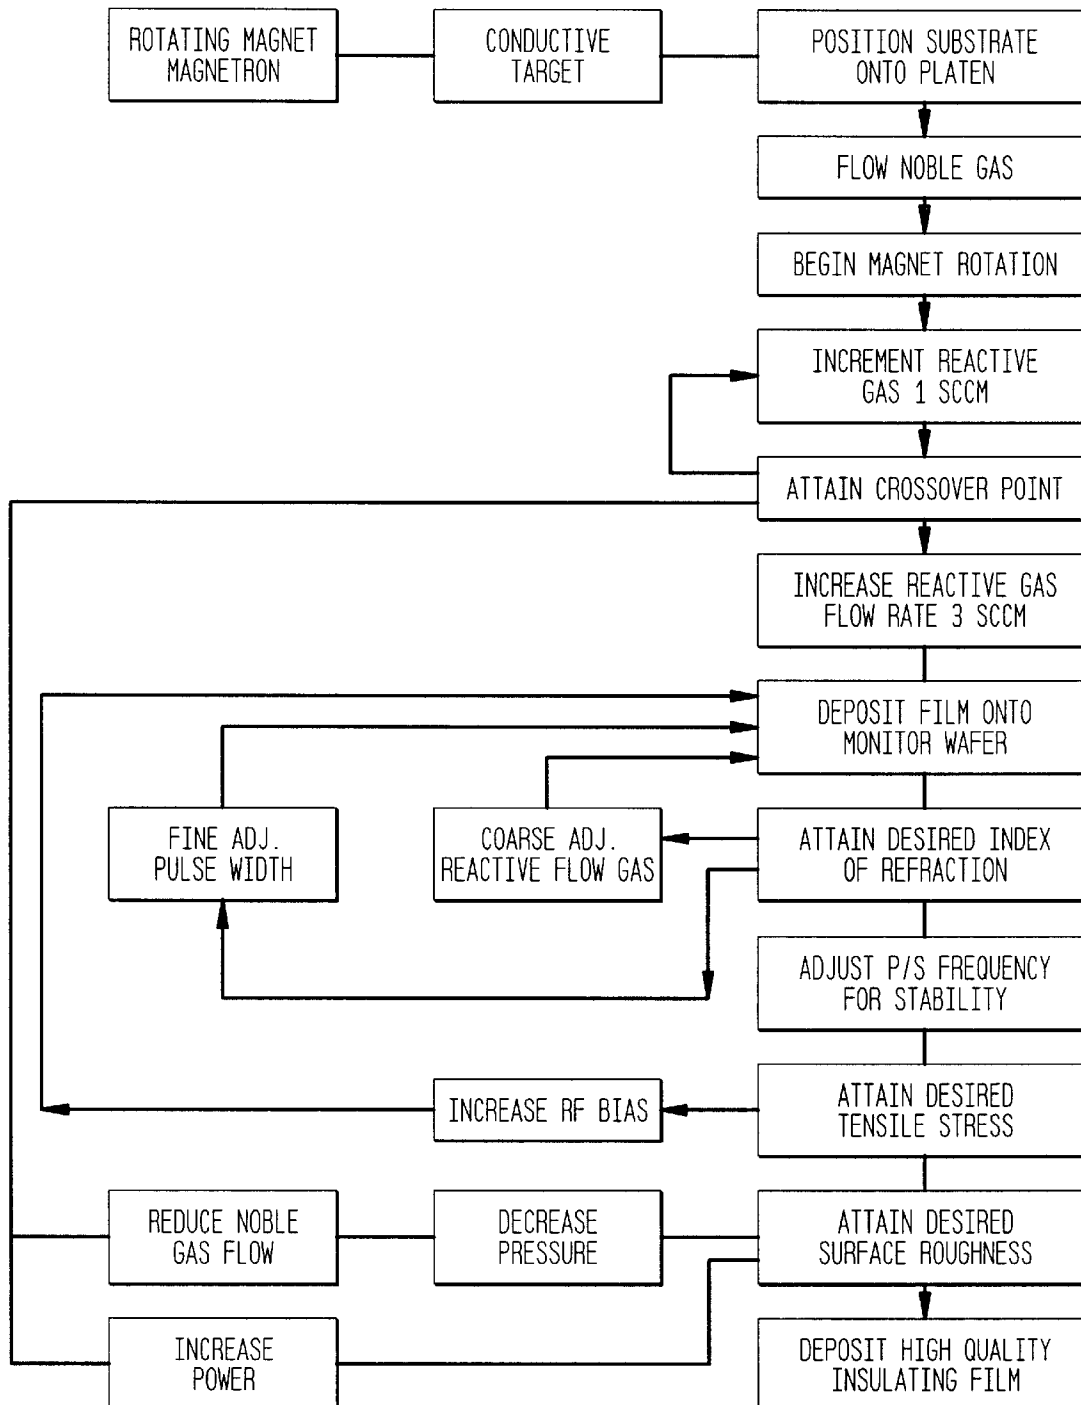 ROTATING MAGNET
MAGNETRON
CONDUCTIVE
TARGET
POSITION SUBSTRATE
ONTO PLATEN
FLOW NOBLE GAS
BEGIN MAGNET ROTATION
INCREMENT REACTIVE
GAS 1 SCCM
ATTAIN CROSSOVER POINT
INCREASE REACTIVE GAS
FLOW RATE 3 SCCM
DEPOSIT FILM ONTO
MONITOR WAFER
FINE ADJ.
PULSE WIDTH
COARSE ADJ.
REACTIVE FLOW GAS
ATTAIN DESIRED INDEX
OF REFRACTION
ADJUST P/S FREQUENCY
FOR STABILITY
INCREASE RF BIAS
ATTAIN DESIRED
TENSILE STRESS
REDUCE NOBLE
GAS FLOW
DECREASE
PRESSURE
ATTAIN DESIRED
SURFACE ROUGHNESS
INCREASE
POWER
DEPOSIT HIGH QUALITY
INSULATING FILM